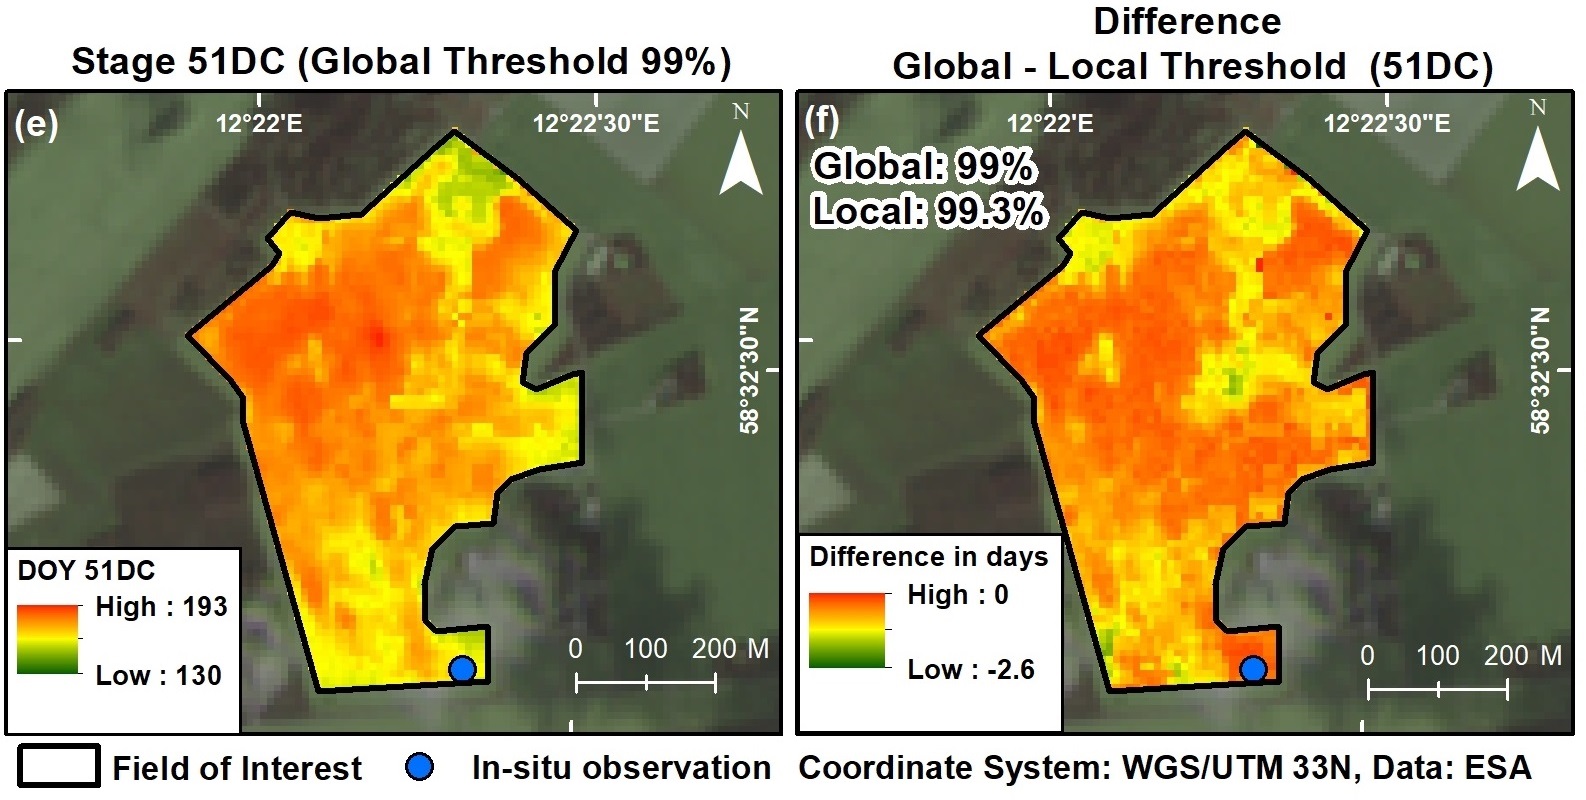 Stage 51DC (Global Threshold 99%)
Difference
Global - Local Threshold (51DC)
(e)
12°22'E
12°22'30"E
N
58°32'30"N
DOY 51DC
High : 193
Low : 130
0 100 200 M
(f)
12°22'E
12°22'30"E
N
Global: 99%
Local: 99.3%
58°32'30"N
Difference in days
High : 0
Low : -2.6
0 100 200 M
Field of Interest
In-situ observation
Coordinate System: WGS/UTM 33N, Data: ESA